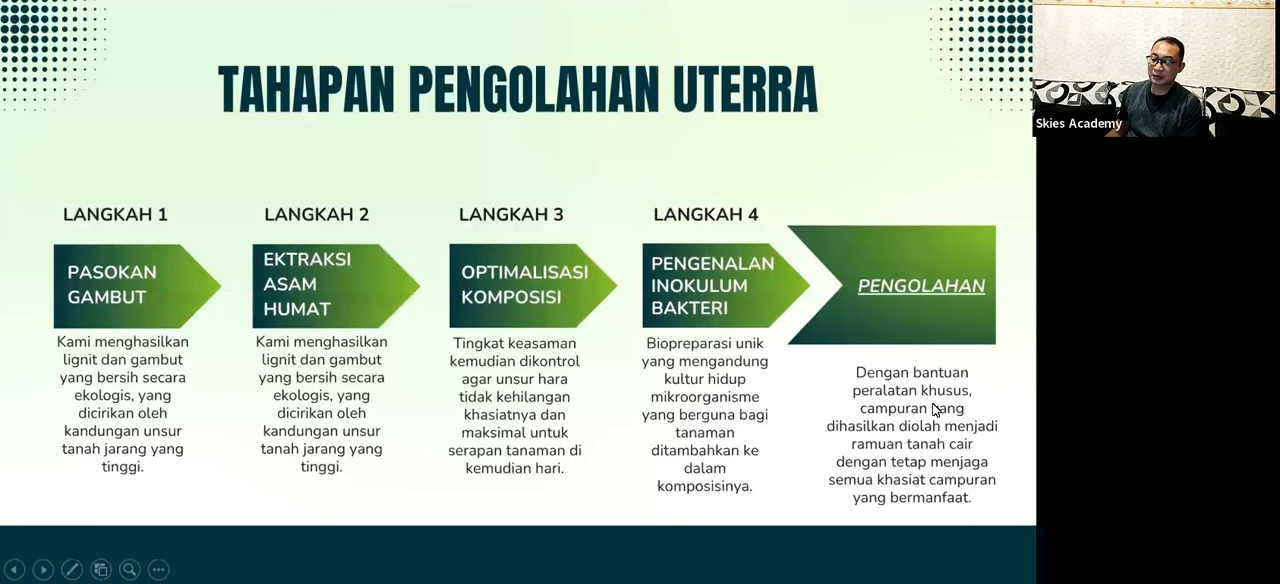 TAHAPAN PENGOLAHAN UTERRA
Skies Academy
LANGKAH 1
PASOKAN
GAMBUT
Kami menghasilkan
lignit dan gambut
yang bersih secara
ekologis, yang
dicirikan oleh
kandungan unsur
tanah jarang yang
tinggi.
LANGKAH 2
EKTRAKSI
ASAM
HUMAT
Kami menghasilkan
lignit dan gambut
yang bersih secara
ekologis, yang
dicirikan oleh
kandungan unsur
tanah jarang yang
tinggi.
LANGKAH 3
OPTIMALISASI
KOMPOSISI
Tingkat keasaman
kemudian dikontrol
agar unsur hara
tidak kehilangan
khasiatnya dan
maksimal untuk
serapan tanaman di
kemudian hari.
LANGKAH 4
PENGENALAN
INOKULUM
BAKTERI
Biopreparasi unik
yang mengandung
kultur hidup
mikroorganisme
yang berguna bagi
tanaman
ditambahkan ke
dalam
komposisinya.
PENGOLAHAN
Dengan bantuan
peralatan khusus,
campuran yang
dihasilkan diolah menjadi
ramuan tanah cair
dengan tetap menjaga
semua khasiat campuran
yang bermanfaat.